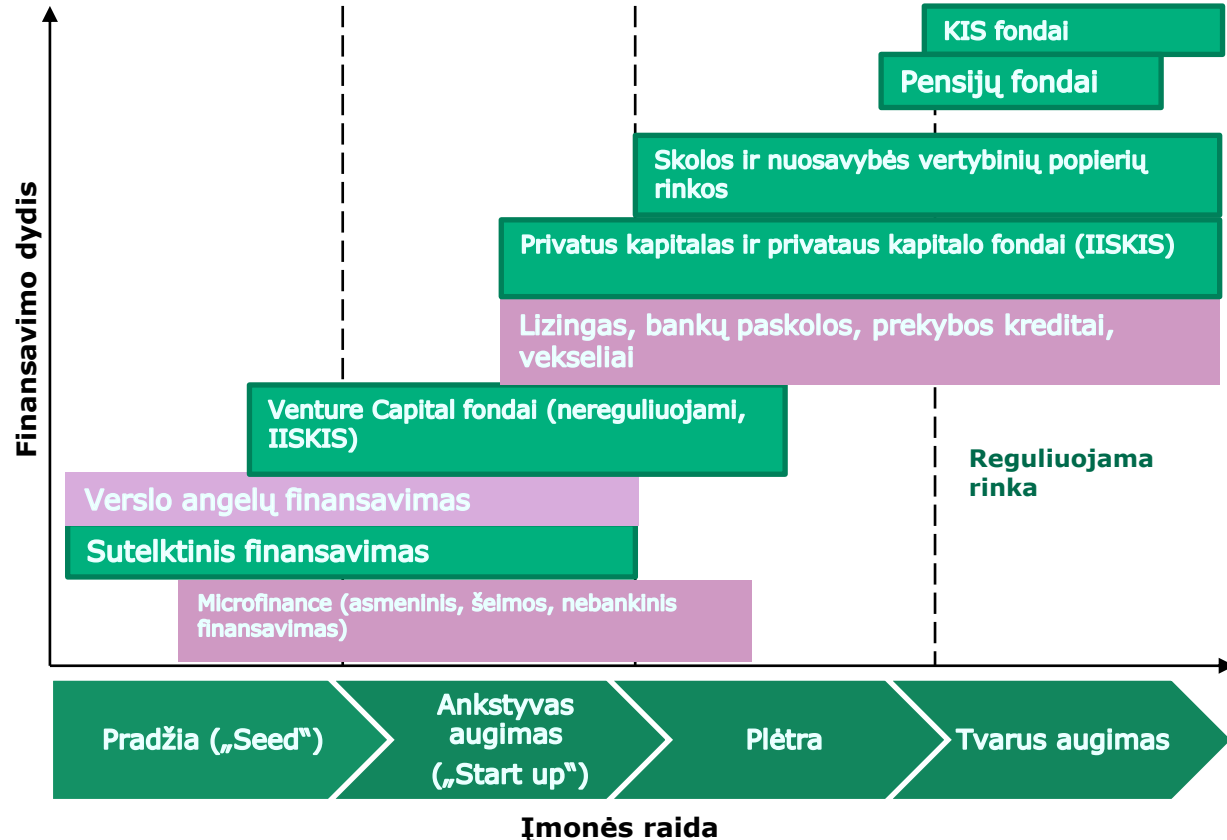 KIS fondai
Pensijų fondai
Skolos ir nuosavybės vertybinių popierių
rinkos
Privatus kapitalas ir privataus kapitalo fondai (IISKIS)
Lizingas, bankų paskolos, prekybos kreditai,
vekseliai
Venture Capital fondai (nereguliuojami,
IISKIS)
Reguliuojama
rinka
Verslo angelų finansavimas
Sutelktinis finansavimas
Microfinance (asmeninis, šeimos, nebankinis
finansavimas)
Finansavimo dydis
Pradžia („Seed“)
Ankstyvas
augimas
(„Start up“)
Plėtra
Tvarus augimas
Įmonės raida